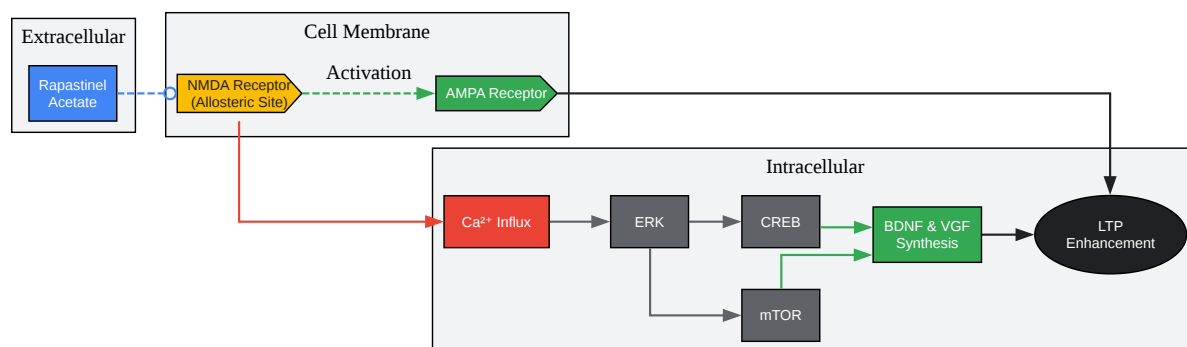 Extracellular
Rapastinel
Acetate
Cell Membrane
NMDA Receptor
(Allosteric Site)
Activation
AMPA Receptor
Intracellular
Ca²⁺ Influx
ERK
CREB
mTOR
BDNF & VGF
Synthesis
LTP
Enhancement